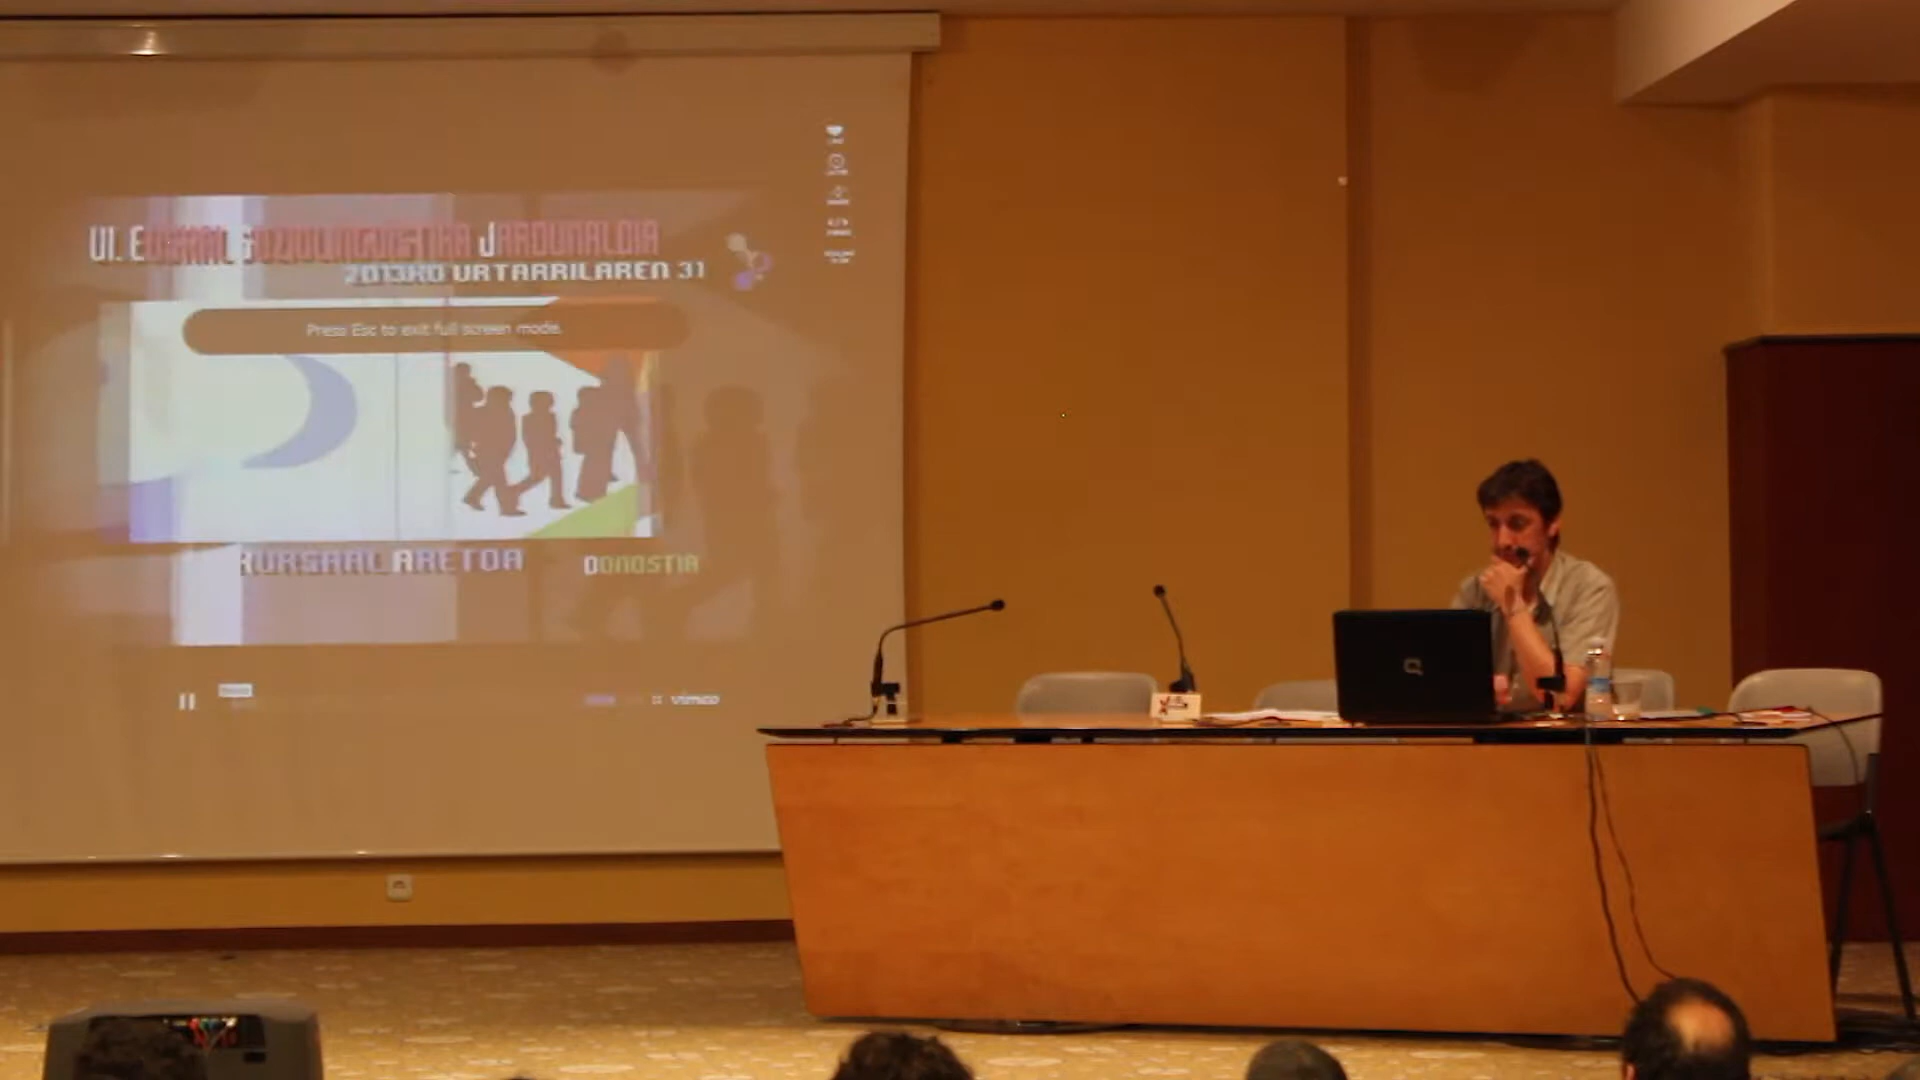 VI. EUSKAL SOZIOLINGUISTIKA JARDUNALDIA
2013KO URTARRILAREN 31
Press Esc to exit full screen mode.
KURSAAL ARETOA
DONOSTIA
vimeo